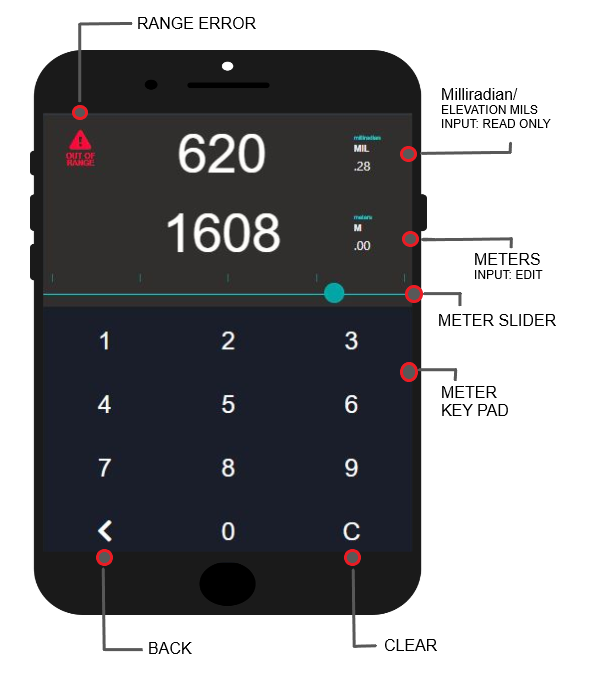 RANGE ERROR
Milliradian/
ELEVATION MILS
INPUT: READ ONLY
OUT OF
RANGE
620
milliradian
MIL
.28
1608
meters
M
.00
METERS
INPUT: EDIT
METER SLIDER
1 2 3
METER
KEY PAD
4 5 6
7 8 9
0 C
BACK
CLEAR